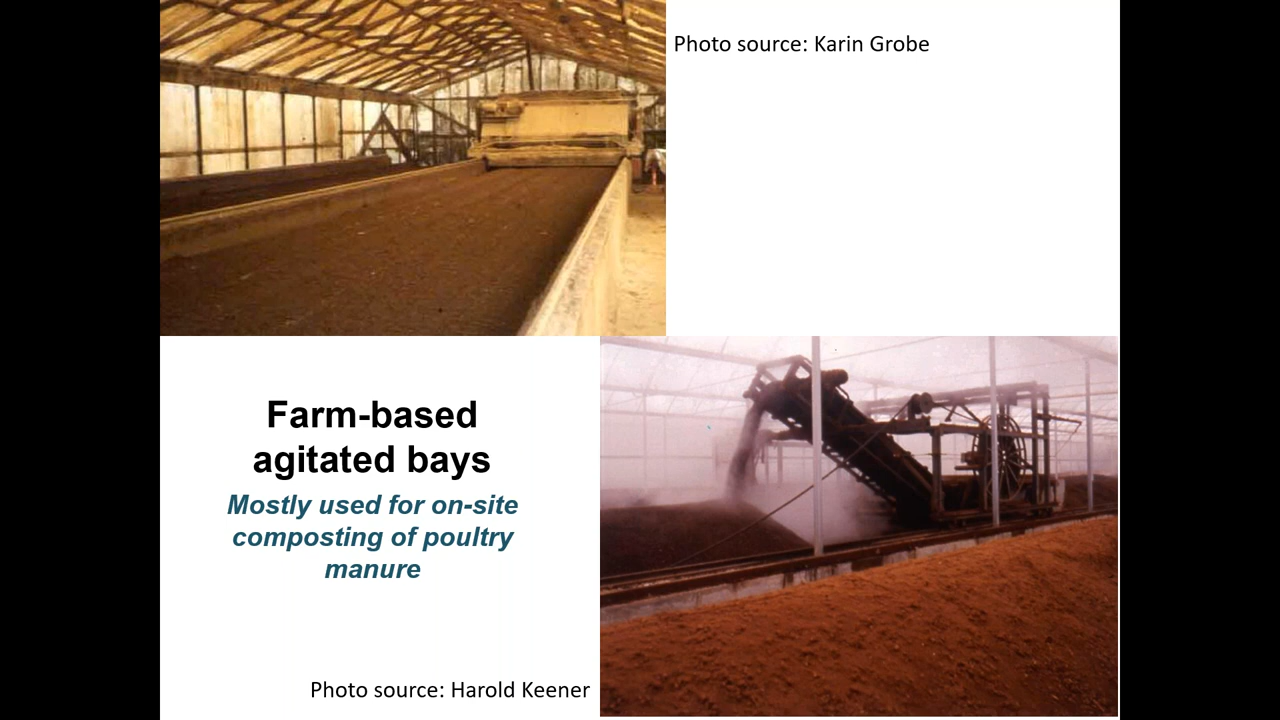 Photo source: Karin Grobe
Farm-based
agitated bays
Mostly used for on-site
composting of poultry
manure
Photo source: Harold Keener